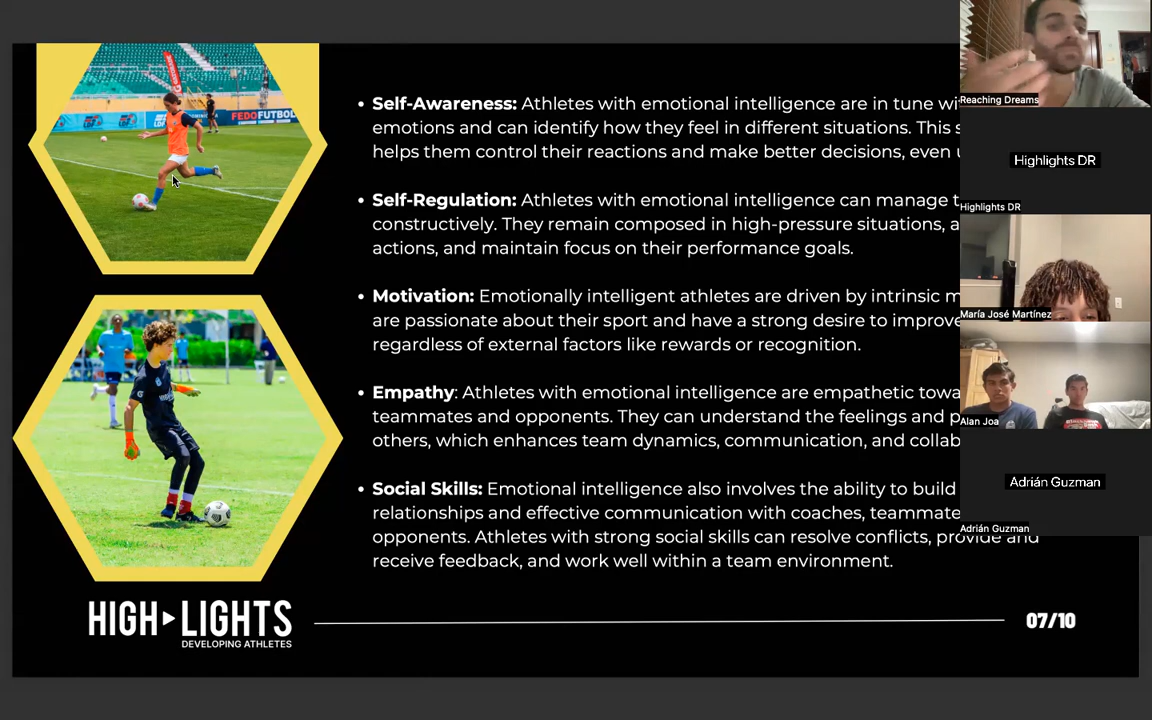 • Self-Awareness: Athletes with emotional intelligence are in tune wi
emotions and can identify how they feel in different situations. This s
helps them control their reactions and make better decisions, even
• Self-Regulation: Athletes with emotional intelligence can manage t
constructively. They remain composed in high-pressure situations, a
actions, and maintain focus on their performance goals.
• Motivation: Emotionally intelligent athletes are driven by intrinsic m
are passionate about their sport and have a strong desire to improve
regardless of external factors like rewards or recognition.
• Empathy: Athletes with emotional intelligence are empathetic towa
teammates and opponents. They can understand the feelings and p
others, which enhances team dynamics, communication, and collab
• Social Skills: Emotional intelligence also involves the ability to build
relationships and effective communication with coaches, teammate
opponents. Athletes with strong social skills can resolve conflicts, provide and
receive feedback, and work well within a team environment.
HIGH LIGHTS
DEVELOPING ATHLETES
07/10
FEDOFUTBOL
Reaching Dreams
Highlights DR
Highlights DR
María José Martínez
Alan Joa
Adrián Guzman
Adrián Guzman